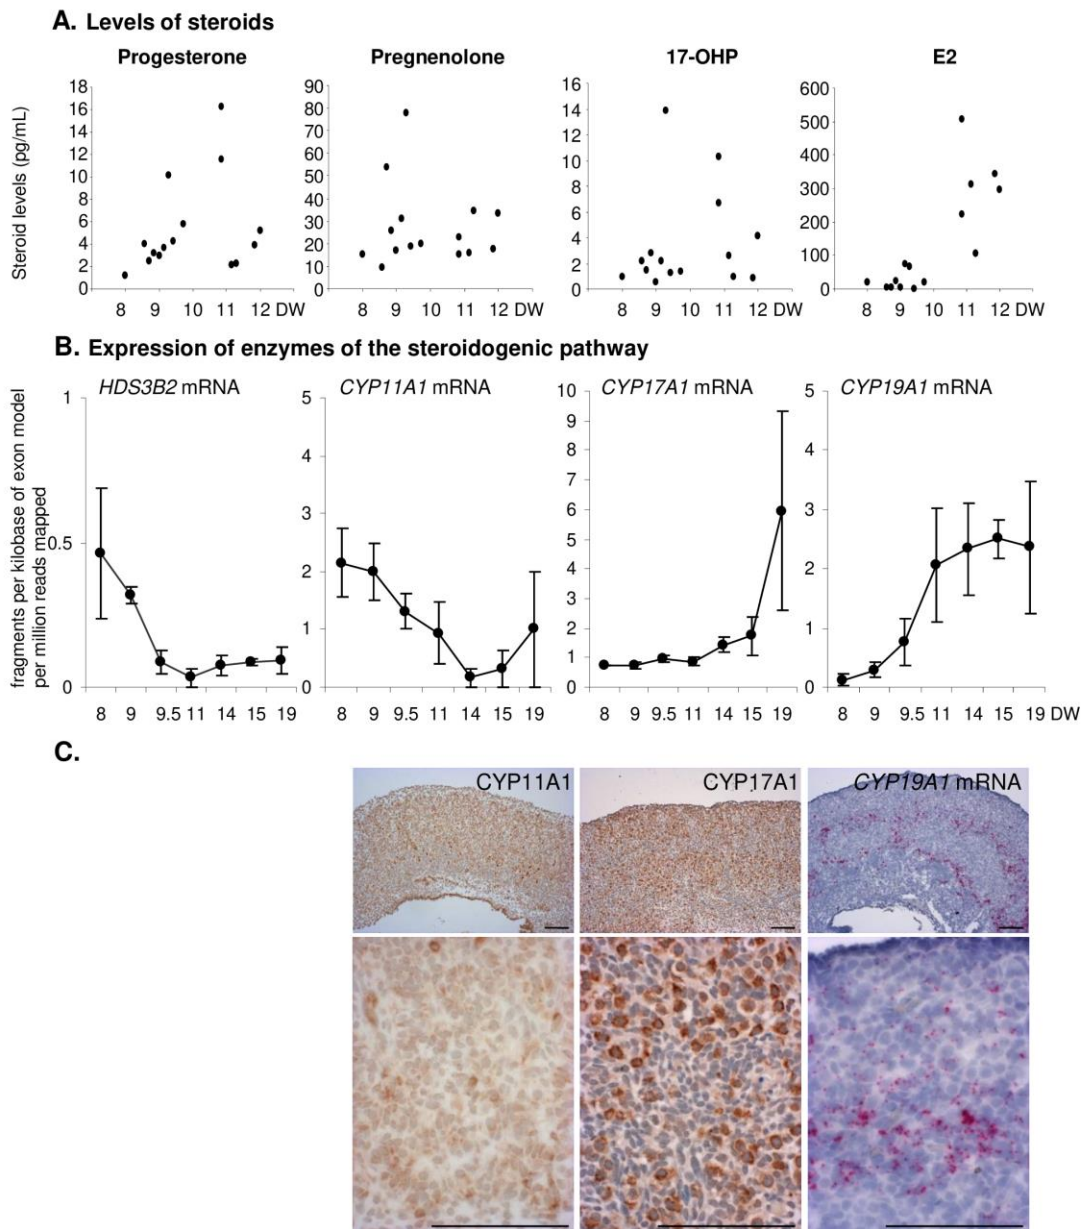 A. Levels of steroids
Progesterone
Pregnenolone
17-OHP
E2
Steroid levels (pg/mL)
18
16
14
12
10
8
6
4
2
0
8 9 10 11 12 DW
90
80
70
60
50
40
30
20
10
0
8 9 10 11 12 DW
16
14
12
10
8
6
4
2
0
8 9 10 11 12 DW
600
500
400
300
200
100
0
8 9 10 11 12 DW
B. Expression of enzymes of the steroidogenic pathway
fragments per kilobase of exon model
per million reads mapped
HDS3B2 mRNA
1
0.5
0
8 9 9.5 11 14 15 19
CYP11A1 mRNA
5
4
3
2
1
0
8 9 9.5 11 14 15 19
CYP17A1 mRNA
10
9
8
7
6
5
4
3
2
1
0
8 9 9.5 11 14 15 19
CYP19A1 mRNA
5
4
3
2
1
0
8 9 9.5 11 14 15 19 DW
C.
CYP11A1
CYP17A1
CYP19A1 mRNA